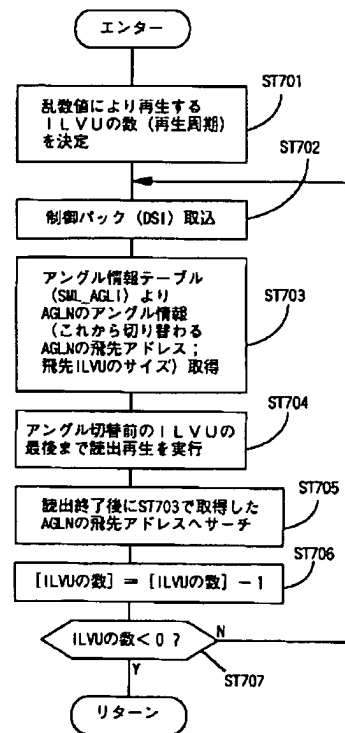 エンター
ST701
乱数値により再生する
ILVUの数（再生周期）
を決定
ST702
制御パック（DSI）取込
アングル情報テーブル
（SML_AGLI）より
AGLNのアングル情報
（これから切り替わる
AGLNの飛先アドレス；
飛先ILVUのサイズ）取得
ST703
ST704
アングル切替前のILVUの
最後まで読出再生を実行
ST705
読出終了後にST703で取得した
AGLNの飛先アドレスへサーチ
ST706
[ILVUの数] ＝ [ILVUの数] －1
ILVUの数＜0 ?
N
Y
ST707
リターン